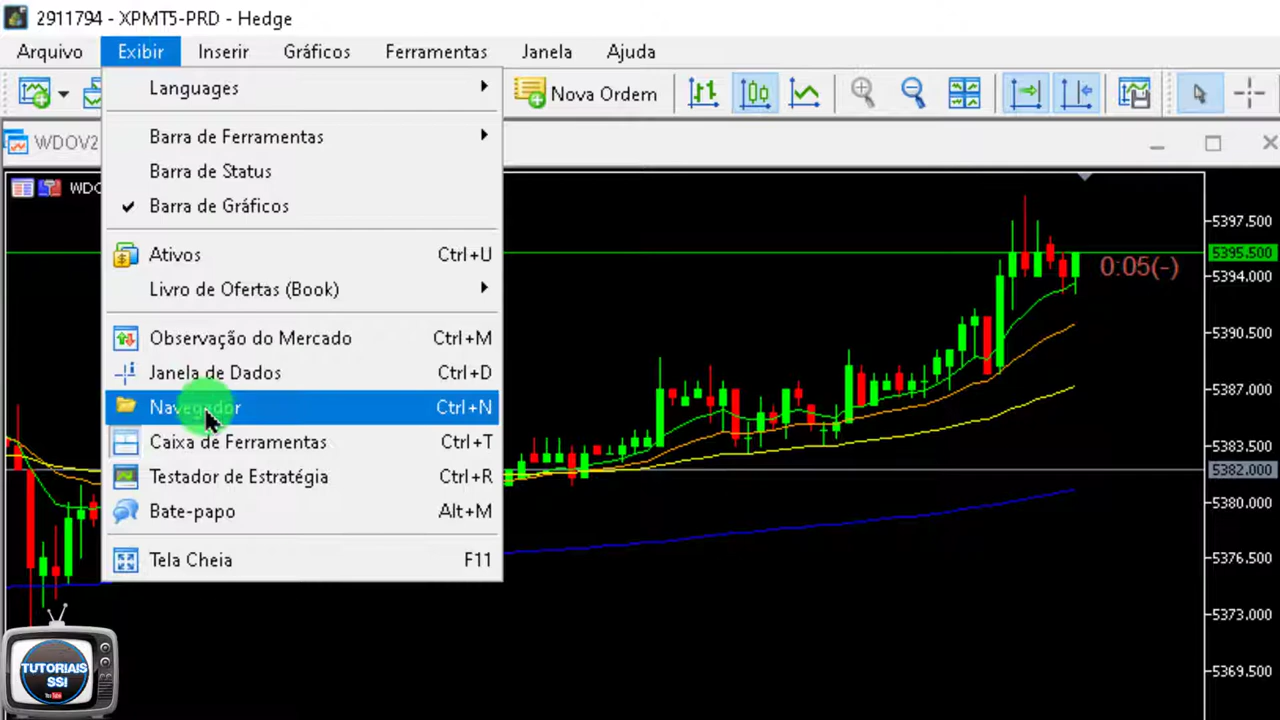 2911794 - XPMT5-PRD - Hedge
Arquivo Exibir Inserir Gráficos Ferramentas Janela Ajuda
Nova Ordem
WDOV2
WDO
Languages
Barra de Ferramentas
Barra de Status
Barra de Gráficos
Ativos Ctrl+U
Livro de Ofertas (Book)
Observação do Mercado Ctrl+M
Janela de Dados Ctrl+D
Navegador Ctrl+N
Caixa de Ferramentas Ctrl+T
Testador de Estratégia Ctrl+R
Bate-papo Alt+M
Tela Cheia F11
0:05(-)
5397.500
5395.500
5394.000
5390.500
5387.000
5383.500
5382.000
5380.000
5376.500
5373.000
5369.500
TUTORIAIS
SSI